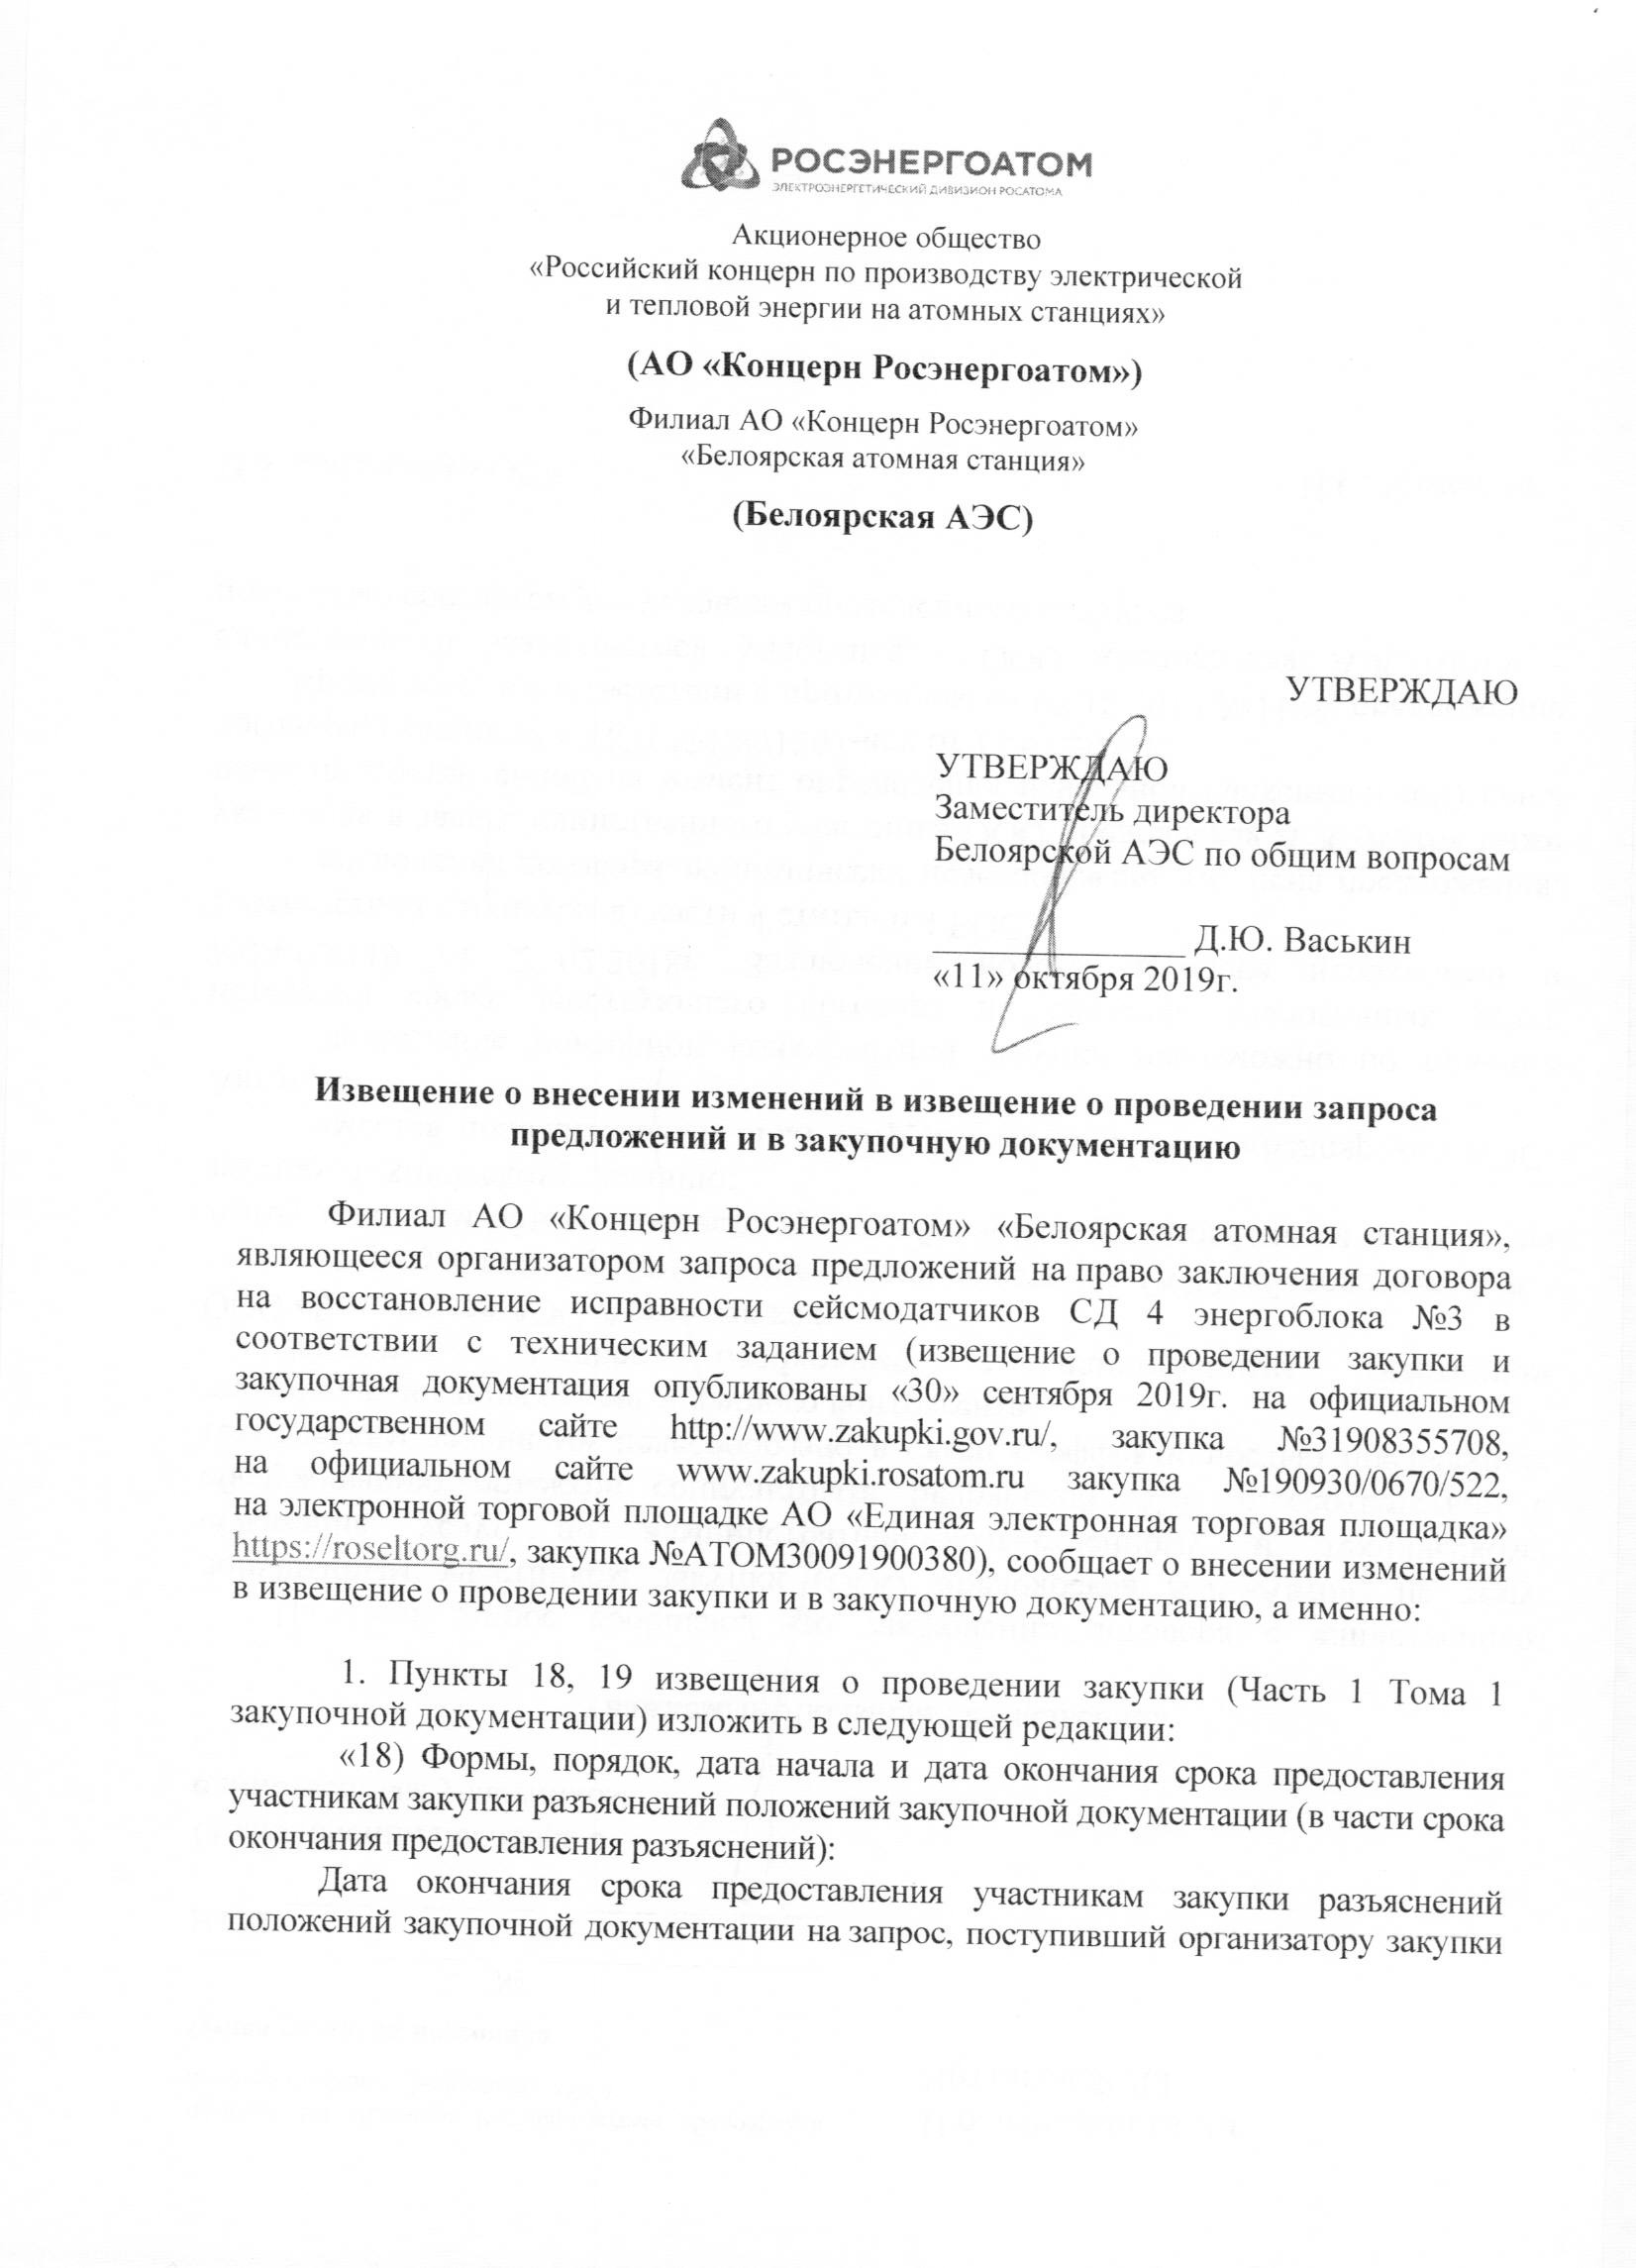 РОСЭНЕРГОАТОМ
ЭЛЕКТРОЭНЕРГЕТИЧЕСКИЙ ДИВИЗИОН РОСАТОМА
Акционерное общество
«Российский концерн по производству электрической
и тепловой энергии на атомных станциях»
(АО «Концерн Росэнергоатом»)
Филиал АО «Концерн Росэнергоатом»
«Белоярская атомная станция»
(Белоярская АЭС)
УТВЕРЖДАЮ
УТВЕРЖДАЮ
Заместитель директора
Белоярской АЭС по общим вопросам
______________ Д.Ю. Васькин
«11» октября 2019г.
Извещение о внесении изменений в извещение о проведении запроса
предложений и в закупочную документацию
Филиал АО «Концерн Росэнергоатом» «Белоярская атомная станция»,
являющееся организатором запроса предложений на право заключения договора
на восстановление исправности сейсмодатчиков СД 4 энергоблока №3 в
соответствии с техническим заданием (извещение о проведении закупки и
закупочная документация опубликованы «30» сентября 2019г. на официальном
государственном сайте http://www.zakupki.gov.ru/, закупка №31908355708,
на официальном сайте www.zakupki.rosatom.ru закупка №190930/0670/522,
на электронной торговой площадке АО «Единая электронная торговая площадка»
https://roseltorg.ru/, закупка №АТОМ30091900380), сообщает о внесении изменений
в извещение о проведении закупки и в закупочную документацию, а именно:
1. Пункты 18, 19 извещения о проведении закупки (Часть 1 Тома 1
закупочной документации) изложить в следующей редакции:
«18) Формы, порядок, дата начала и дата окончания срока предоставления
участникам закупки разъяснений положений закупочной документации (в части срока
окончания предоставления разъяснений):
Дата окончания срока предоставления участникам закупки разъяснений
положений закупочной документации на запрос, поступивший организатору закупки